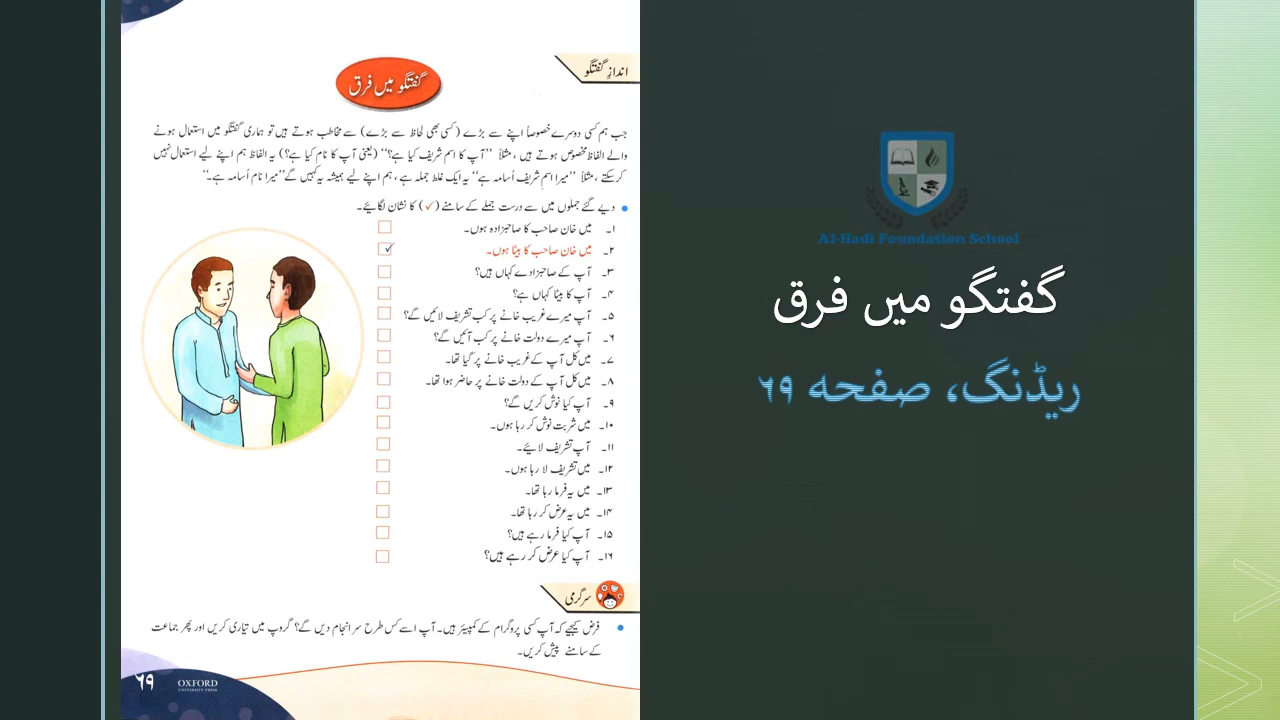 اندازِ گفتگو
گفتگو میں فرق
جب ہم کسی دوسرے خصوصاً اپنے سے بڑے (کسی بھی لحاظ سے بڑے) سے مخاطب ہوتے ہیں تو ہماری گفتگو میں استعمال ہونے
والے الفاظ مخصوص ہوتے ہیں، مثلاً ”آپ کا اسم شریف کیا ہے؟“ (یعنی آپ کا نام کیا ہے؟) یہ الفاظ ہم اپنے لیے استعمال نہیں
کر سکتے، مثلاً ”میرا اسمِ شریف اُسامہ ہے“ یہ ایک غلط جملہ ہے، ہم اپنے لیے ہمیشہ یہ کہیں گے ”میرا نام اُسامہ ہے۔“
• دیے گئے جملوں میں سے درست جملے کے سامنے (✓) کا نشان لگائیے۔
۱۔ میں خان صاحب کا صاحبزادہ ہوں۔
۲۔ میں خان صاحب کا بیٹا ہوں۔ ✓
۳۔ آپ کے صاحبزادے کہاں ہیں؟
۴۔ آپ کا بیٹا کہاں ہے؟
۵۔ آپ میرے غریب خانے پر کب تشریف لائیں گے؟
۶۔ آپ میرے دولت خانے پر کب آئیں گے؟
۷۔ میں کل آپ کے غریب خانے پر گیا تھا۔
۸۔ میں کل آپ کے دولت خانے پر حاضر ہوا تھا۔
۹۔ آپ کیا نوش کریں گے؟
۱۰۔ میں شربت نوش کر رہا ہوں۔
۱۱۔ آپ تشریف لائیے۔
۱۲۔ میں تشریف لا رہا ہوں۔
۱۳۔ میں یہ فرما رہا تھا۔
۱۴۔ میں یہ عرض کر رہا تھا۔
۱۵۔ آپ کیا فرما رہے ہیں؟
۱۶۔ آپ کیا عرض کر رہے ہیں؟
سرگرمی
• فرض کیجیے کہ آپ کسی پروگرام کے کمپیئر ہیں۔ آپ اسے کس طرح سر انجام دیں گے؟ گروپ میں تیاری کریں اور پھر جماعت
کے سامنے پیش کریں۔
۶۹
OXFORD
UNIVERSITY PRESS
Al-Hadi Foundation School
گفتگو میں فرق
ریڈنگ، صفحہ ۶۹